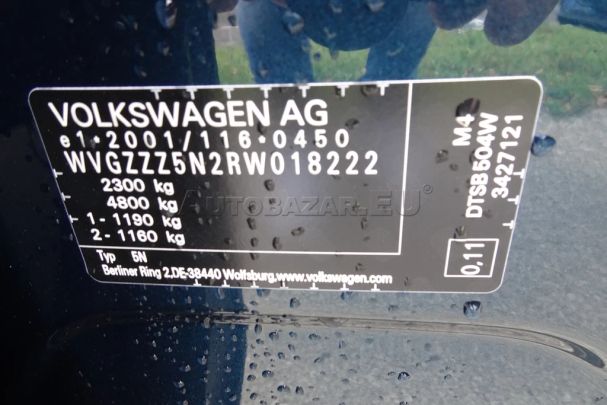 VOLKSWAGEN AG
e1*2001/116*0450
WVGZZZ5N2RW018222
2300 kg
4800 kg
1- 1190 kg
2- 1160 kg
Typ 5N
Berliner Ring 2,DE-38440 Wolfsburg,www.volkswagen.com
M4
DTSB504W
3427121
0,11
AUTOBAZAR.EU